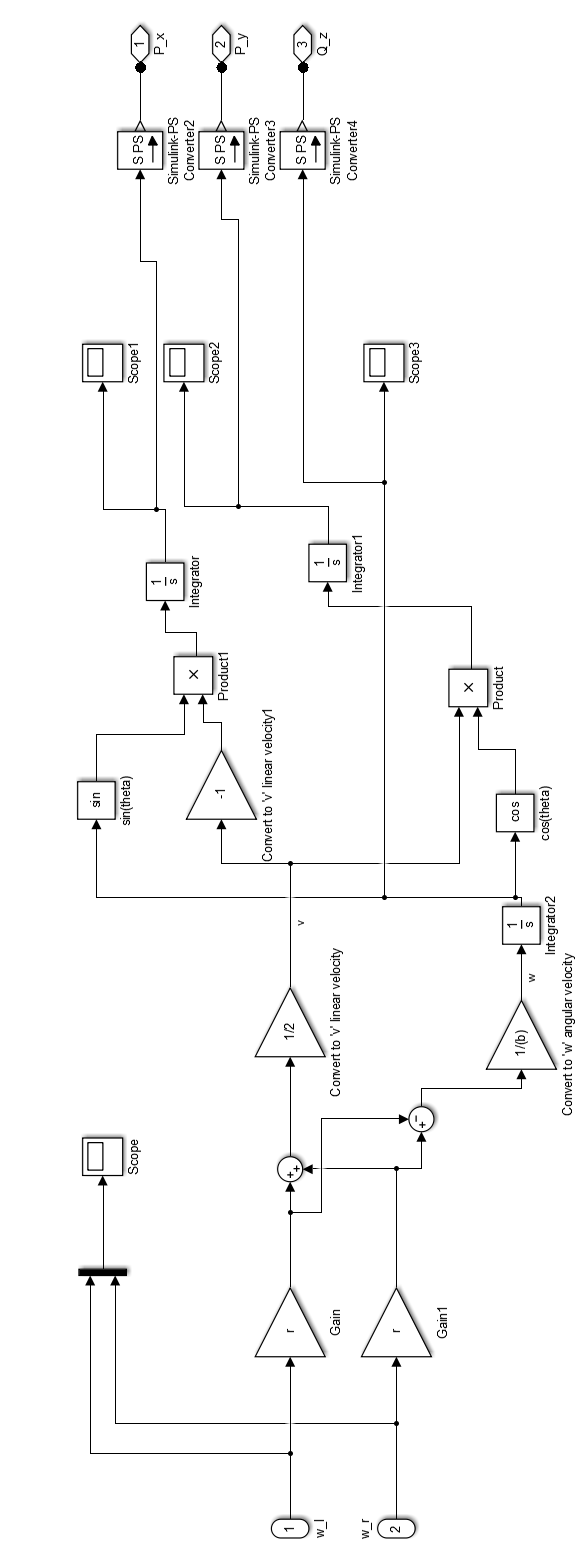 1
w_l
2
w_r
r
Gain
r
Gain1
Scope
+
+
+
−
1/2
Convert to 'v' linear velocity
v
1/(b)
Convert to 'w' angular velocity
w
1
s
Integrator2
sin
sin(theta)
-1
Convert to 'v' linear velocity1
cos
cos(theta)
×
Product1
×
Product
1
s
Integrator
1
s
Integrator1
Scope1
Scope2
Scope3
S PS
Simulink-PS
Converter2
S PS
Simulink-PS
Converter3
S PS
Simulink-PS
Converter4
1
P_x
2
P_y
3
Q_z